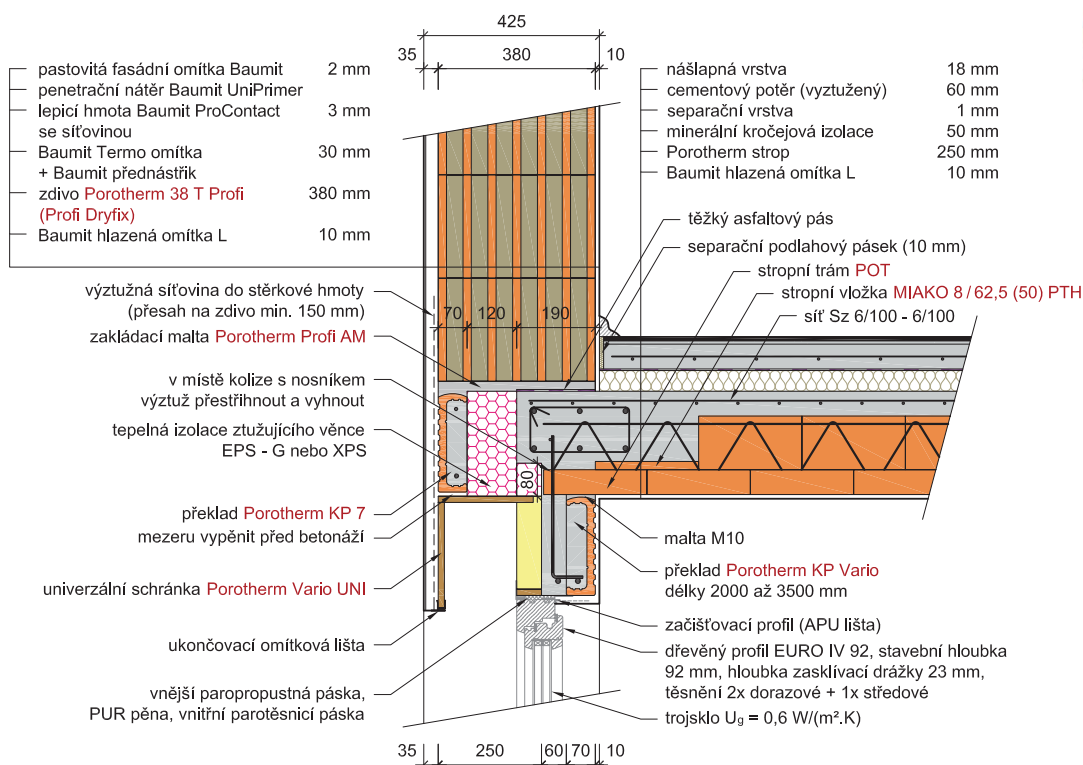 425
35 380 10
pastovitá fasádní omítka Baumit 2 mm
penetrační nátěr Baumit UniPrimer
lepicí hmota Baumit ProContact 3 mm
se síťovinou
Baumit Termo omítka 30 mm
+ Baumit přednástřik
zdivo Porotherm 38 T Profi 380 mm
(Profi Dryfix)
Baumit hlazená omítka L 10 mm
nášlapná vrstva 18 mm
cementový potěr (vyztužený) 60 mm
separační vrstva 1 mm
minerální kročejová izolace 50 mm
Porotherm strop 250 mm
Baumit hlazená omítka L 10 mm
těžký asfaltový pás
separační podlahový pásek (10 mm)
stropní trám POT
stropní vložka MIAKO 8 / 62,5 (50) PTH
síť Sz 6/100 - 6/100
výztužná síťovina do stěrkové hmoty
(přesah na zdivo min. 150 mm)
70 120 190
zakládací malta Porotherm Profi AM
v místě kolize s nosníkem
výztuž přestřihnout a vyhnout
tepelná izolace ztužujícího věnce
EPS - G nebo XPS
80
překlad Porotherm KP 7
mezeru vypěnit před betonáží
univerzální schránka Porotherm Vario UNI
ukončovací omítková lišta
vnější paropropustná páska,
PUR pěna, vnitřní parotěsnicí páska
malta M10
překlad Porotherm KP Vario
délky 2000 až 3500 mm
začišťovací profil (APU lišta)
dřevěný profil EURO IV 92, stavební hloubka
92 mm, hloubka zasklívací drážky 23 mm,
těsnění 2x dorazové + 1x středové
trojsklo Ug = 0,6 W/(m².K)
35 250 60 70 10